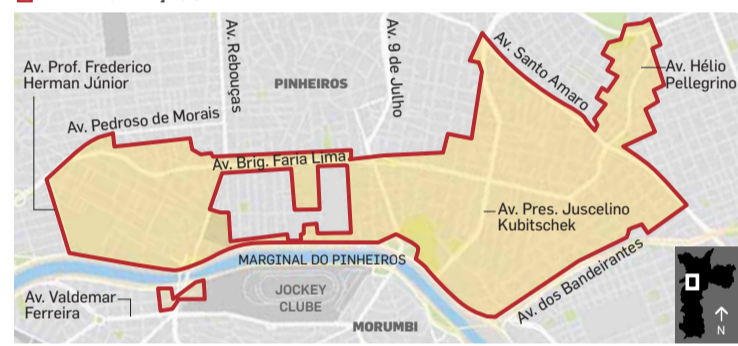 Av. Prof. Frederico
Herman Júnior
Av. Rebouças
PINHEIROS
Av. 9 de Julho
Av. Santo Amaro
Av. Hélio
Pellegrino
Av. Pedroso de Morais
Av. Brig. Faria Lima
Av. Pres. Juscelino
Kubitschek
MARGINAL DO PINHEIROS
Av. dos Bandeirantes
JOCKEY
CLUBE
Av. Valdemar
Ferreira
MORUMBI
N